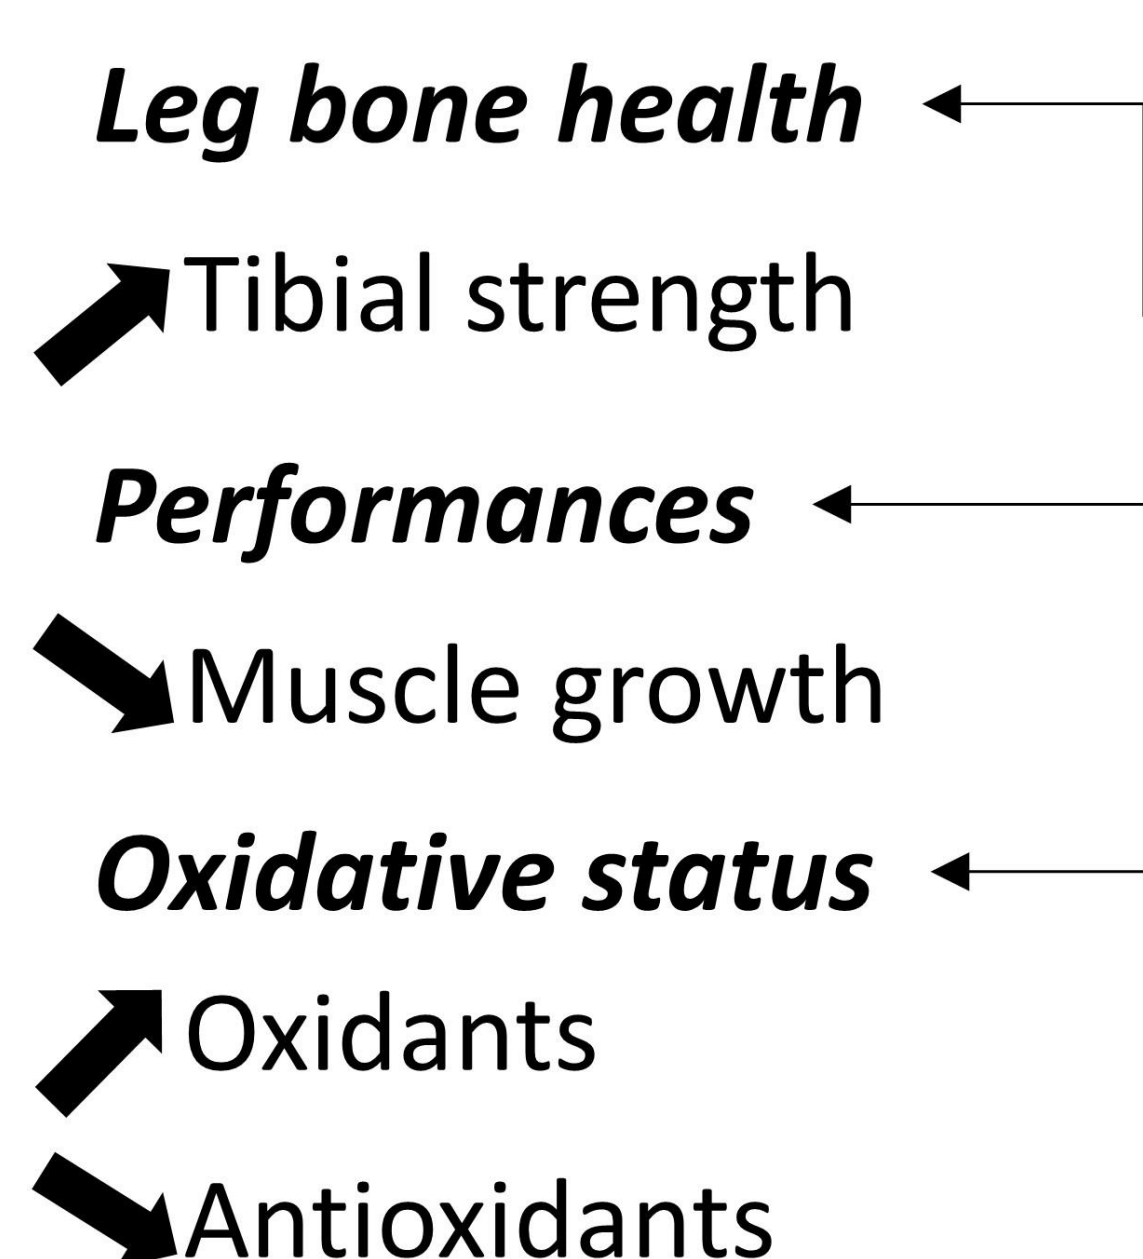 Leg bone health
Tibial strength
Performances
Muscle growth
Oxidative status
Oxidants
Antioxidants